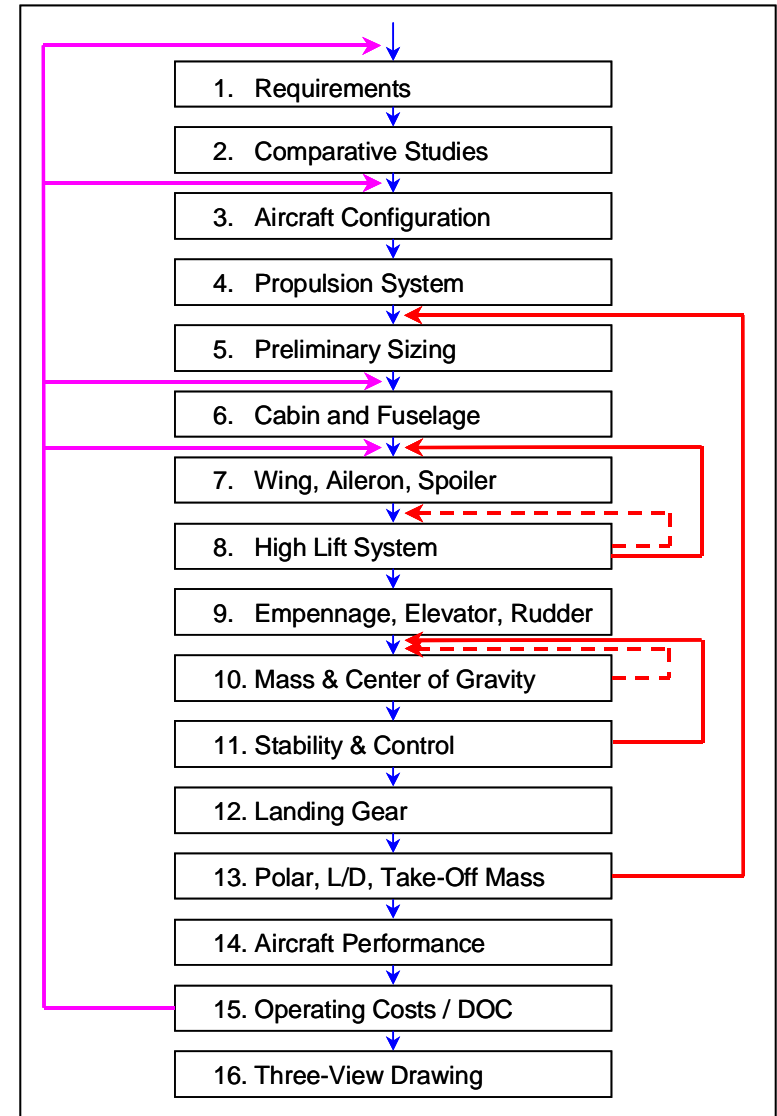 1. Requirements
2. Comparative Studies
3. Aircraft Configuration
4. Propulsion System
5. Preliminary Sizing
6. Cabin and Fuselage
7. Wing, Aileron, Spoiler
8. High Lift System
9. Empennage, Elevator, Rudder
10. Mass & Center of Gravity
11. Stability & Control
12. Landing Gear
13. Polar, L/D, Take-Off Mass
14. Aircraft Performance
15. Operating Costs / DOC
16. Three-View Drawing